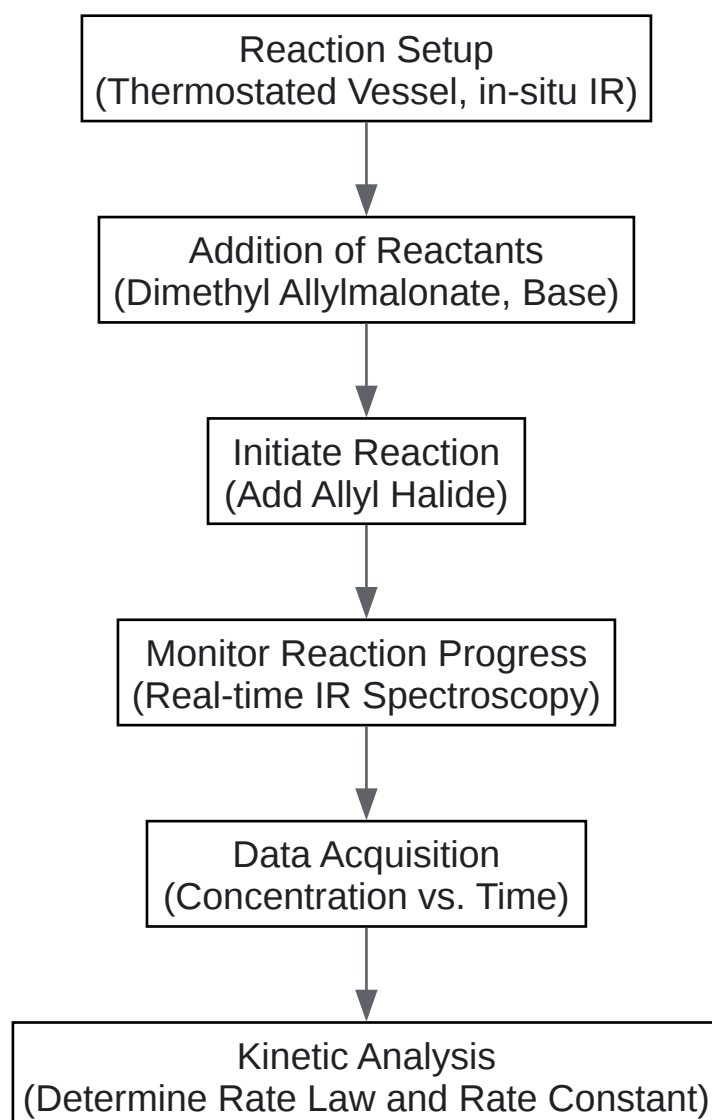 Reaction Setup
(Thermostated Vessel, in-situ IR)
Addition of Reactants
(Dimethyl Allylmalonate, Base)
Initiate Reaction
(Add Allyl Halide)
Monitor Reaction Progress
(Real-time IR Spectroscopy)
Data Acquisition
(Concentration vs. Time)
Kinetic Analysis
(Determine Rate Law and Rate Constant)